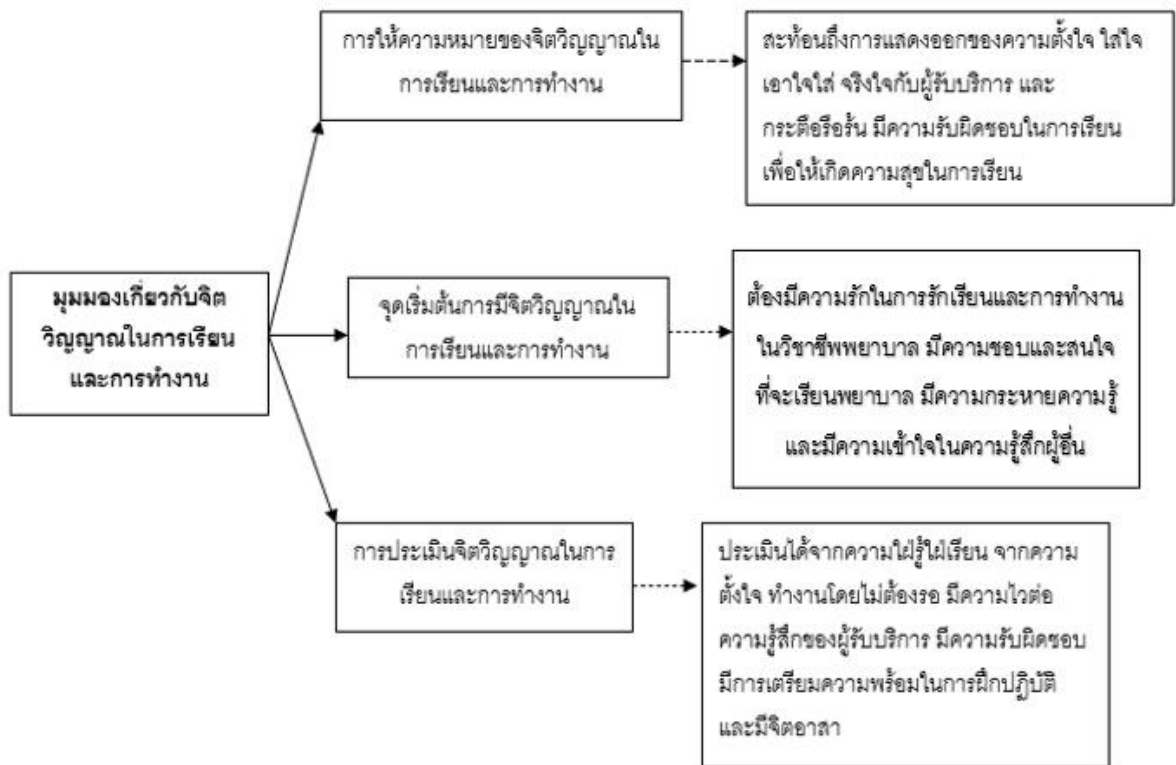 การให้ความหมายของจิตวิญญาณใน
การเรียนและการทำงาน
สะท้อนถึงการแสดงออกของความตั้งใจ ใส่ใจ
เอาใจใส่ จริงใจกับผู้รับบริการ และ
กระตือรือร้น มีความรับผิดชอบในการเรียน
เพื่อให้เกิดความสุขในการเรียน
มุมมองเกี่ยวกับจิต
วิญญาณในการเรียน
และการทำงาน
จุดเริ่มต้นการมีจิตวิญญาณใน
การเรียนและการทำงาน
ต้องมีความรักในการรักเรียนและการทำงาน
ในวิชาชีพพยาบาล มีความชอบและสนใจ
ที่จะเรียนพยาบาล มีความกระหายความรู้
และมีความเข้าใจในความรู้สึกผู้อื่น
การประเมินจิตวิญญาณในการ
เรียนและการทำงาน
ประเมินได้จากความใฝ่รู้ใฝ่เรียน จากความ
ตั้งใจ ทำงานโดยไม่ต้องรอ มีความไวต่อ
ความรู้สึกของผู้รับบริการ มีความรับผิดชอบ
มีการเตรียมความพร้อมในการฝึกปฏิบัติ
และมีจิตอาสา